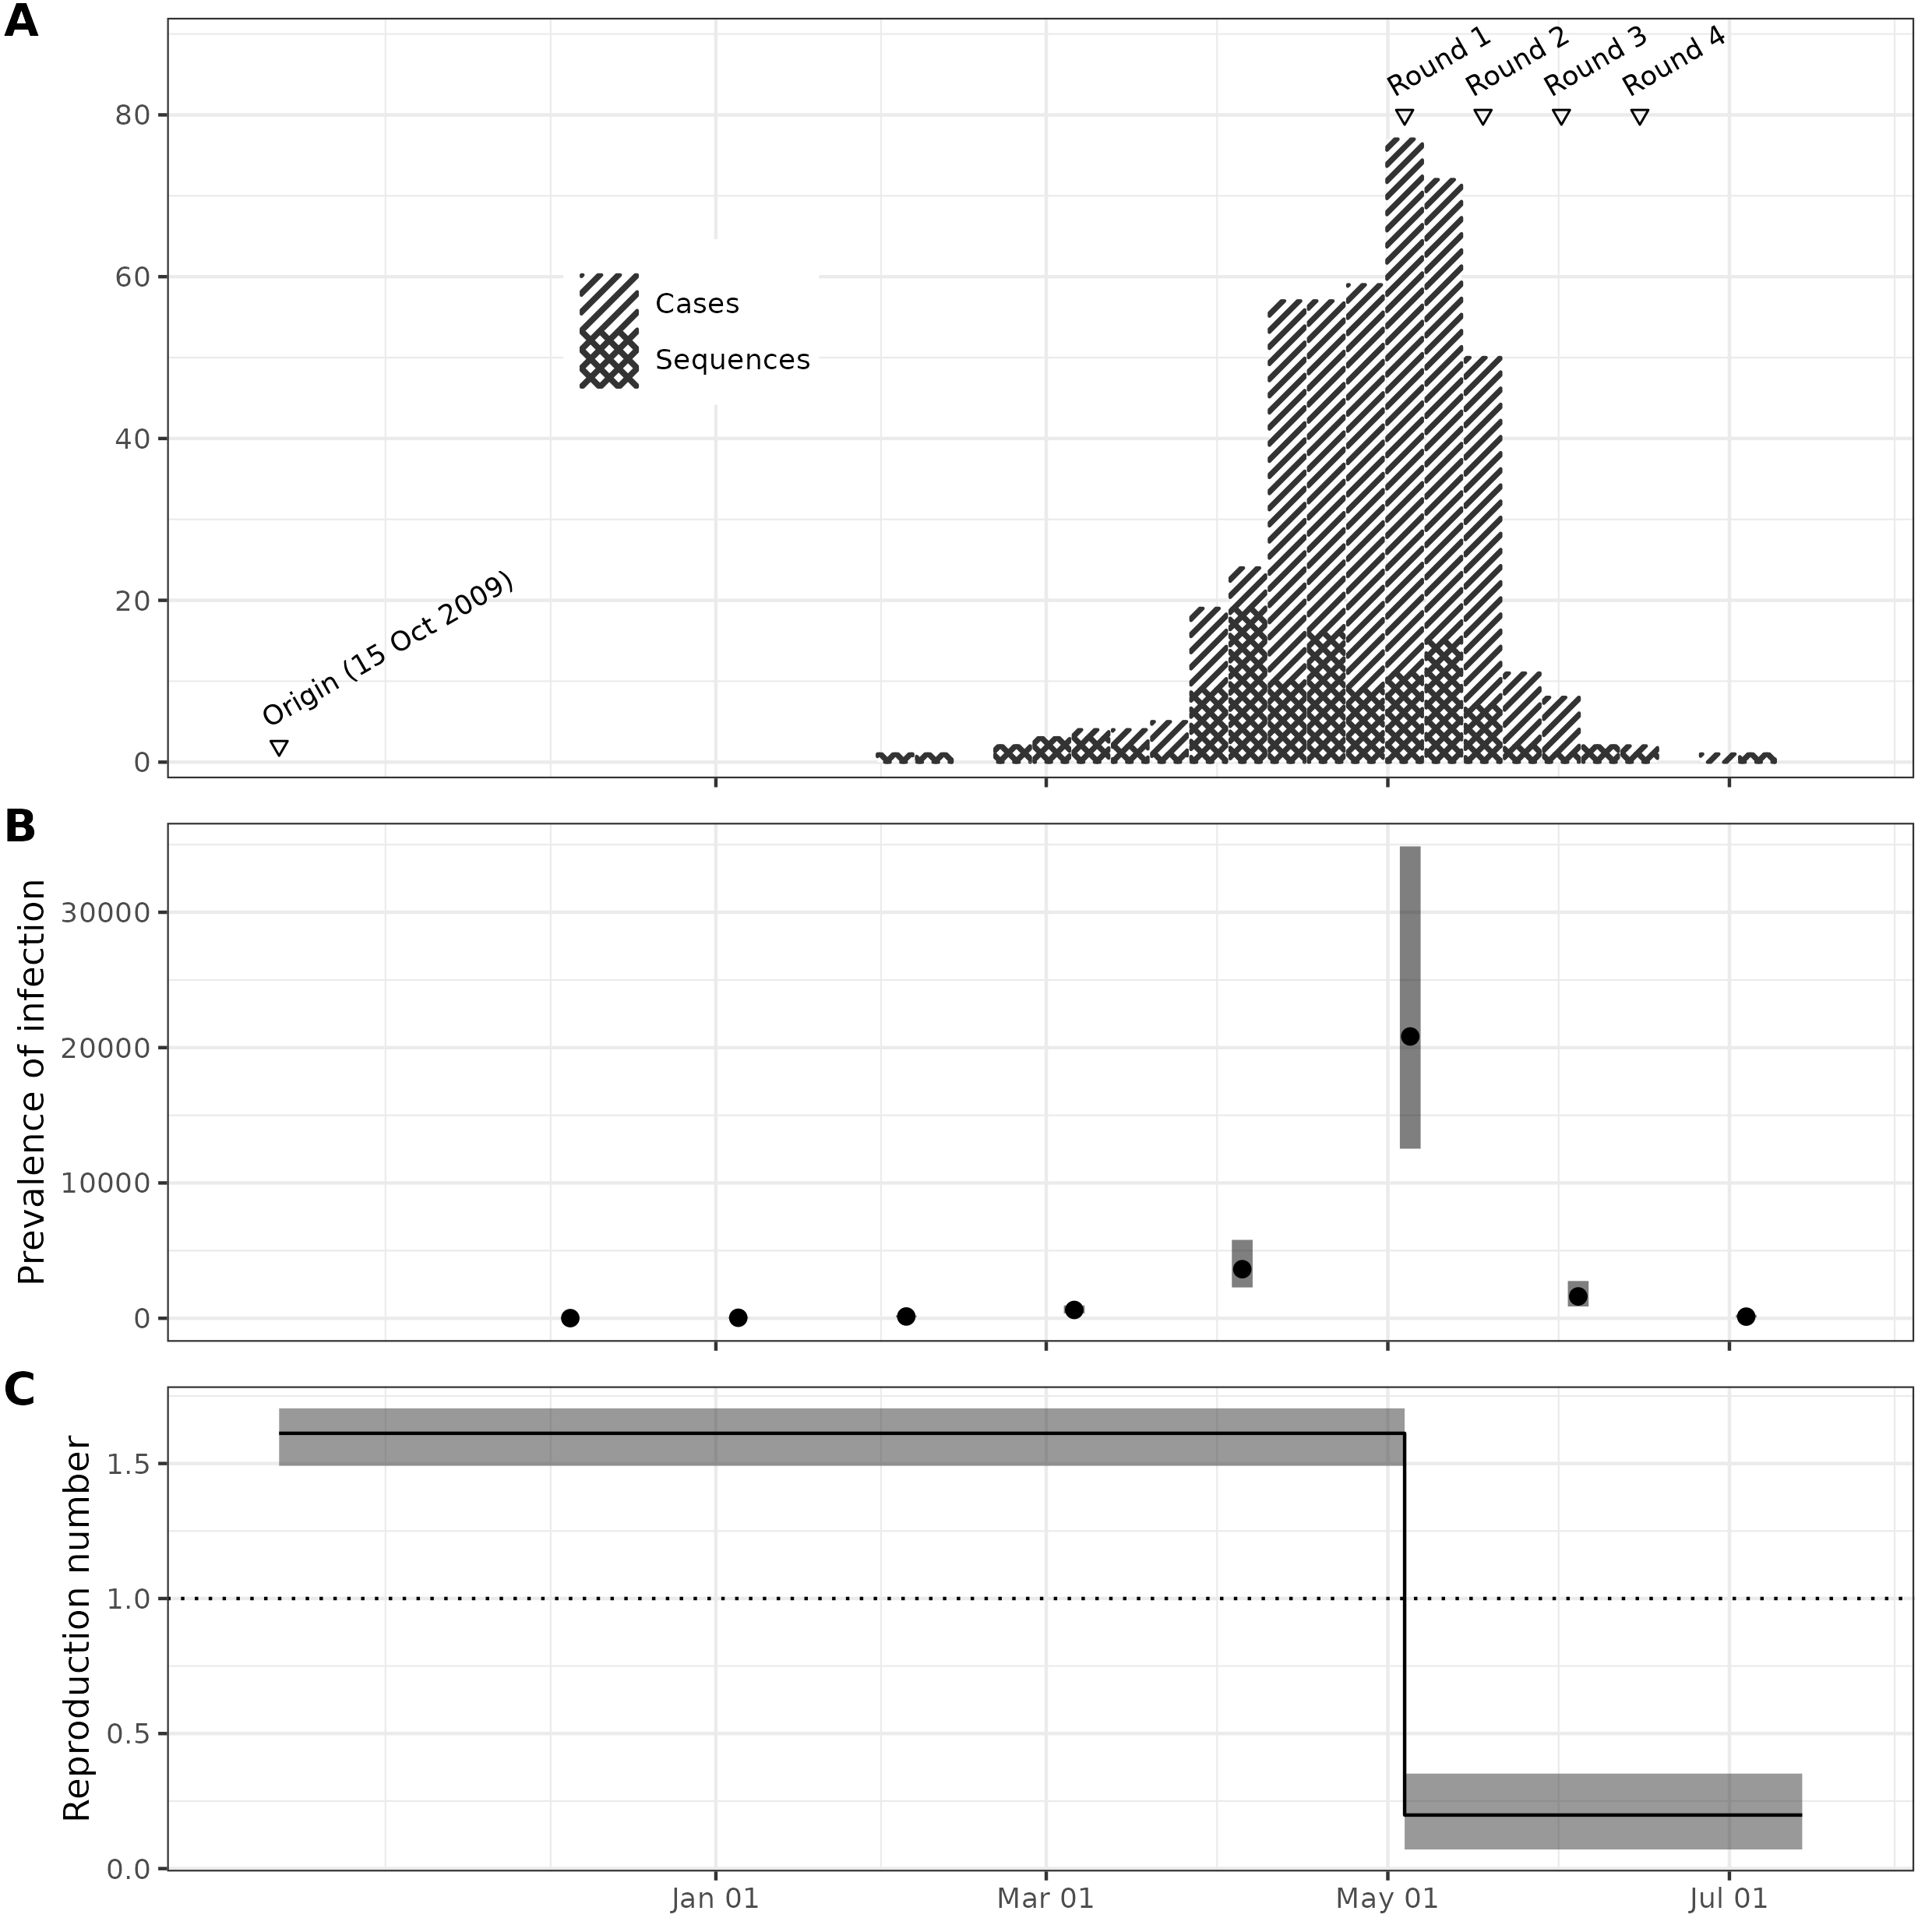 A
Round 1
Round 2
Round 3
Round 4
80
60
40
20
0
Cases
Sequences
Origin (15 Oct 2009)
B
Prevalence of infection
30000
20000
10000
0
C
Reproduction number
1.5
1.0
0.5
0.0
Jan 01
Mar 01
May 01
Jul 01